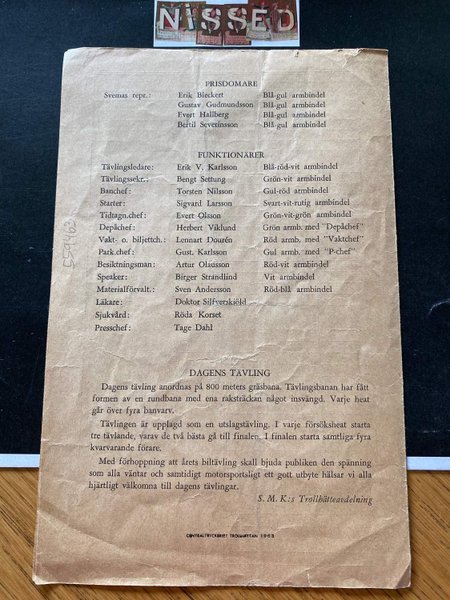 NiSSED
PRISDOMARE
Svemas repr.: Erik Bleckert Blå-gul armbindel
Gustav Gudmundsson Blå-gul armbindel
Evert Hallberg Blå-gul armbindel
Bertil Severinsson Blå-gul armbindel
FUNKTIONÄRER
Tävlingsledare: Erik V. Karlsson Blå-röd-vit armbindel
Tävlingssekr.: Bengt Settung Grön-vit armbindel
Banchef: Torsten Nilsson Gul-röd armbindel
Starter: Sigvard Larsson Svart-vit-rutig armbindel
Tidtagn.chef: Evert Olsson Grön-vit-grön armbindel
Depåchef: Herbert Viklund Grön armb. med "Depåchef"
Vakt- o. biljettch.: Lennart Dourén Röd armb. med "Vaktchef"
Park.chef: Gust. Karlsson Gul armb. med "P-chef"
Besiktningsman: Artur Olausson Röd-vit armbindel
Speaker: Birger Strandlind Vit armbindel
Materialförvalt.: Sven Andersson Röd-blå armbindel
Läkare: Doktor Silfverskiöld
Sjukvård: Röda Korset
Presschef: Tage Dahl
DAGENS TÄVLING
Dagens tävling anordnas på 800 meters gräsbana. Tävlingsbanan har fått
formen av en rundbana med ena raksträckan något insvängd. Varje heat
går över fyra banvarv.
Tävlingen är upplagd som en utslagstävling. I varje försöksheat starta
tre tävlande, varav de två bästa gå till finalen. I finalen starta samtliga fyra
kvarvarande förare.
Med förhoppning att årets biltävling skall bjuda publiken den spänning
som alla väntar och samtidigt motorsportsligt ett gott utbyte hälsar vi alla
hjärtligt välkomna till dagens tävlingar.
S. M. K:s Trollhätteavdelning
CENTRALTRYCKERIET TROLLHÄTTAN 1953